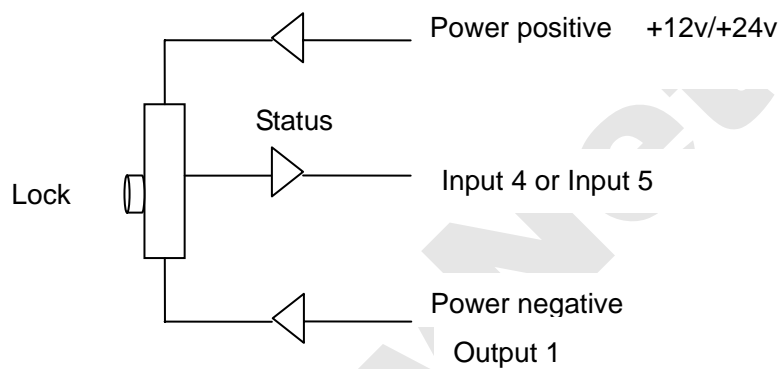 Power positive +12v/+24v
Status
Lock
Input 4 or Input 5
Power negative
Output 1